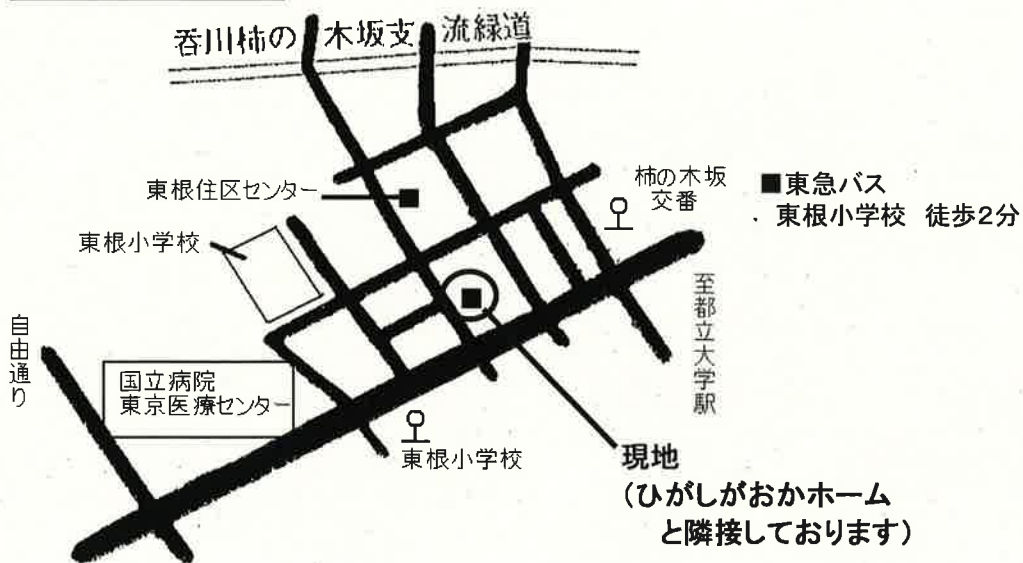 呑川柿の木坂支流緑道
東根住区センター
柿の木坂
交番
■東急バス
東根小学校 徒歩2分
東根小学校
至都立大学駅
自由通り
国立病院
東京医療センター
東根小学校
現地
(ひがしがおかホーム
と隣接しております)